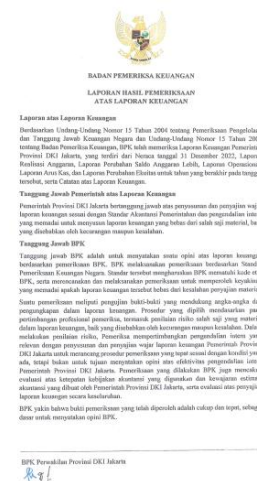 BADAN PEMERIKSA KEUANGAN
LAPORAN HASIL PEMERIKSAAN
ATAS LAPORAN KEUANGAN
Laporan atas Laporan Keuangan
Berdasarkan Undang-Undang Nomor 15 Tahun 2004 tentang Pemeriksaan Pengelola
dan Tanggung Jawab Keuangan Negara dan Undang-Undang Nomor 15 Tahun 200
tentang Badan Pemeriksa Keuangan, BPK telah memeriksa Laporan Keuangan Pemerinta
Provinsi DKI Jakarta, yang terdiri dari Neraca tanggal 31 Desember 2022, Lapora
Realisasi Anggaran, Laporan Perubahan Saldo Anggaran Lebih, Laporan Operasiona
Laporan Arus Kas, dan Laporan Perubahan Ekuitas untuk tahun yang berakhir pada tangg
tersebut, serta Catatan atas Laporan Keuangan.
Tanggung Jawab Pemerintah atas Laporan Keuangan
Pemerintah Provinsi DKI Jakarta bertanggung jawab atas penyusunan dan penyajian waj
laporan keuangan sesuai dengan Standar Akuntansi Pemerintahan dan pengendalian inter
yang memadai untuk menyusun laporan keuangan yang bebas dari salah saji material, ba
yang disebabkan oleh kecurangan maupun kesalahan.
Tanggung Jawab BPK
Tanggung jawab BPK adalah untuk menyatakan suatu opini atas laporan keuang
berdasarkan pemeriksaan BPK. BPK melaksanakan pemeriksaan berdasarkan Stand
Pemeriksaan Keuangan Negara. Standar tersebut mengharuskan BPK mematuhi kode et
BPK, serta merencanakan dan melaksanakan pemeriksaan untuk memperoleh keyakin
yang memadai apakah laporan keuangan tersebut bebas dari kesalahan penyajian materia
Suatu pemeriksaan meliputi pengujian bukti-bukti yang mendukung angka-angka d
pengungkapan dalam laporan keuangan. Prosedur yang dipilih mendasarkan pad
pertimbangan profesional pemeriksa, termasuk penilaian risiko salah saji yang materi
dalam laporan keuangan, baik yang disebabkan oleh kecurangan maupun kesalahan. Dala
melakukan penilaian risiko, Pemeriksa mempertimbangkan pengendalian intern yan
relevan dengan penyusunan dan penyajian wajar laporan keuangan Pemerintah Provin
DKI Jakarta untuk merancang prosedur pemeriksaan yang tepat sesuai dengan kondisi yan
ada, tetapi bukan untuk tujuan menyatakan opini atas efektivitas pengendalian inte
Pemerintah Provinsi DKI Jakarta. Pemeriksaan yang dilakukan BPK juga mencaku
evaluasi atas ketepatan kebijakan akuntansi yang digunakan dan kewajaran estima
akuntansi yang dibuat oleh Pemerintah Provinsi DKI Jakarta, serta evaluasi atas penyajia
laporan keuangan secara keseluruhan.
BPK yakin bahwa bukti pemeriksaan yang telah diperoleh adalah cukup dan tepat, sebag
dasar untuk menyatakan opini BPK.
BPK Perwakilan Provinsi DKI Jakarta